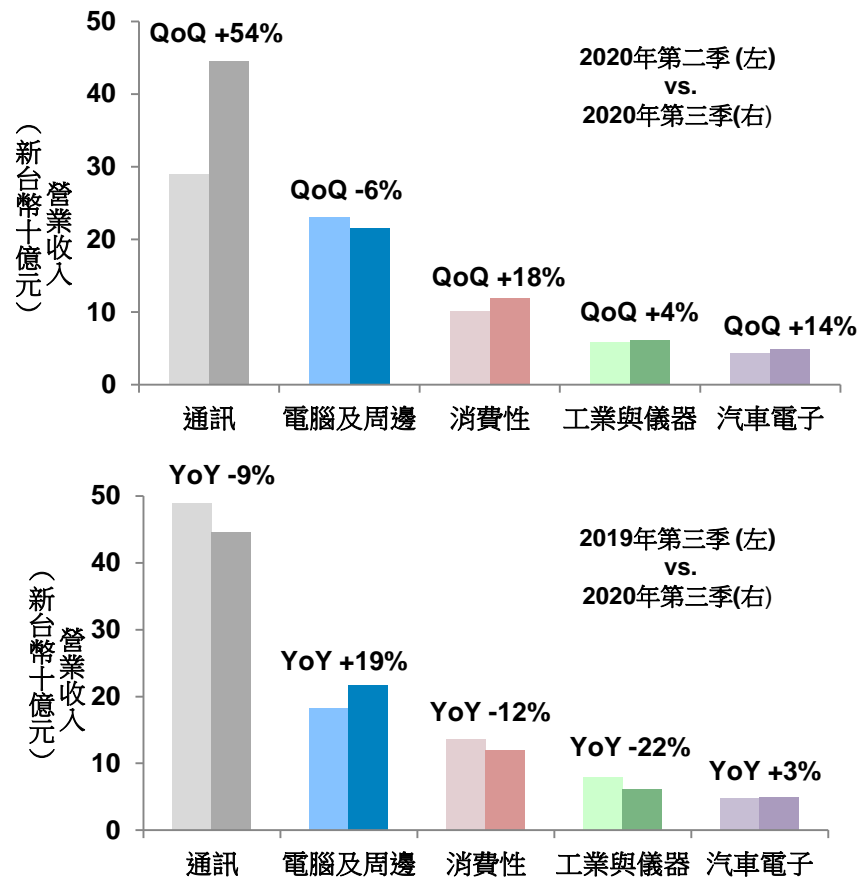 50
40
30
20
10
0
營業收入
（新台幣十億元）
QoQ +54%
QoQ -6%
QoQ +18%
QoQ +4%
QoQ +14%
2020年第二季 (左)
vs.
2020年第三季(右)
通訊
電腦及周邊
消費性
工業與儀器
汽車電子
50
40
30
20
10
0
營業收入
（新台幣十億元）
YoY -9%
YoY +19%
YoY -12%
YoY -22%
YoY +3%
2019年第三季 (左)
vs.
2020年第三季(右)
通訊
電腦及周邊
消費性
工業與儀器
汽車電子